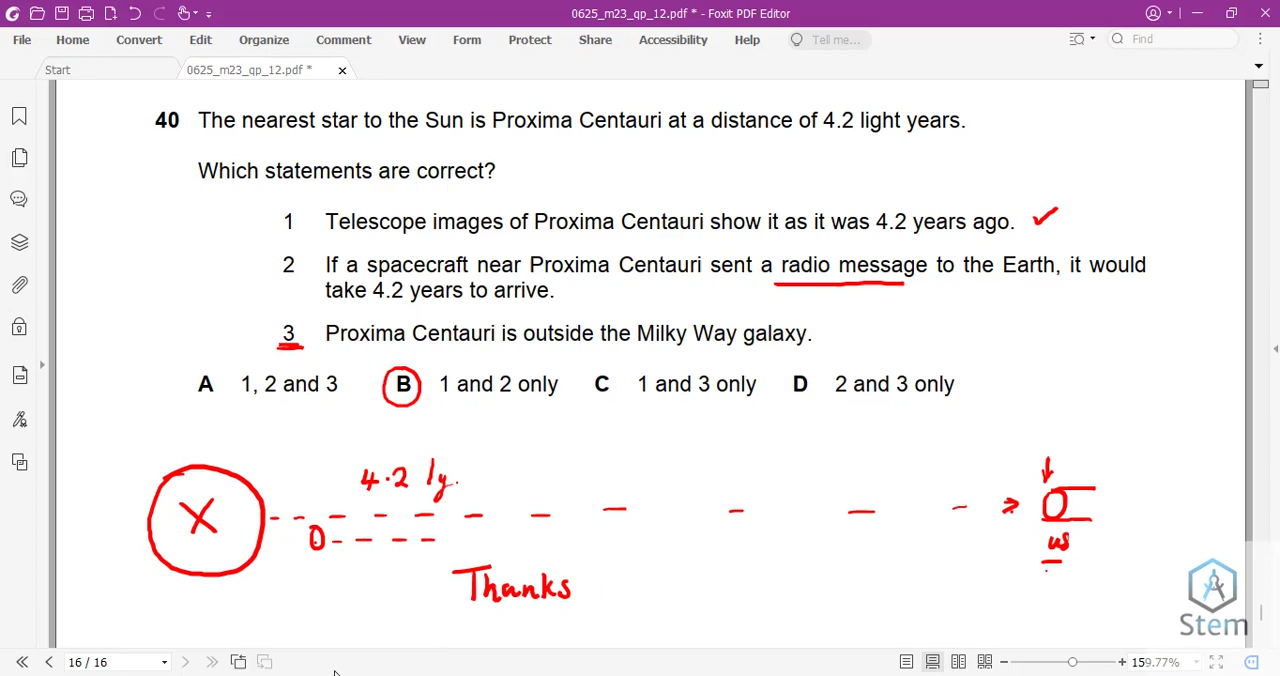 0625_m23_qp_12.pdf * - Foxit PDF Editor
File Home Convert Edit Organize Comment View Form Protect Share Accessibility Help Tell me... Find
Start 0625_m23_qp_12.pdf *
40 The nearest star to the Sun is Proxima Centauri at a distance of 4.2 light years.
Which statements are correct?
1 Telescope images of Proxima Centauri show it as it was 4.2 years ago.
2 If a spacecraft near Proxima Centauri sent a radio message to the Earth, it would
take 4.2 years to arrive.
3 Proxima Centauri is outside the Milky Way galaxy.
A 1, 2 and 3 B 1 and 2 only C 1 and 3 only D 2 and 3 only
4.2 ly.
X
us
Thanks
Stem
16 / 16 159.77%